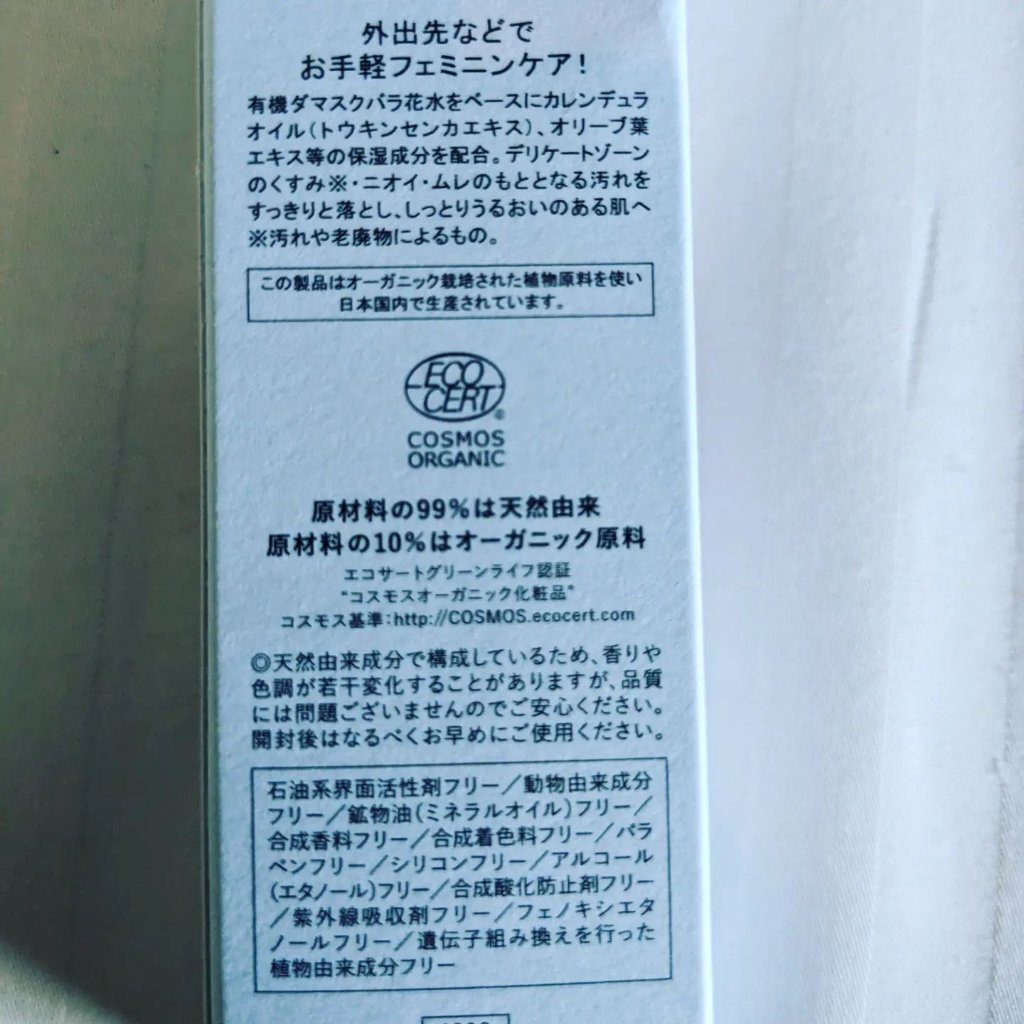 外出先などで
お手軽フェミニンケア！
有機ダマスクバラ花水をベースにカレンデュラ
オイル（トウキンセンカエキス）、オリーブ葉
エキス等の保湿成分を配合。デリケートゾーン
のくすみ※・ニオイ・ムレのもととなる汚れを
すっきりと落とし、しっとりうるおいのある肌へ
※汚れや老廃物によるもの。
この製品はオーガニック栽培された植物原料を使い
日本国内で生産されています。
ECO
CERT®
COSMOS
ORGANIC
原材料の99％は天然由来
原材料の10％はオーガニック原料
エコサートグリーンライフ認証
“コスモスオーガニック化粧品”
コスモス基準：http://COSMOS.ecocert.com
◎天然由来成分で構成しているため、香りや
色調が若干変化することがありますが、品質
には問題ございませんのでご安心ください。
開封後はなるべくお早めにご使用ください。
石油系界面活性剤フリー／動物由来成分
フリー／鉱物油（ミネラルオイル）フリー／
合成香料フリー／合成着色料フリー／パラ
ベンフリー／シリコンフリー／アルコール
（エタノール）フリー／合成酸化防止剤フリー
／紫外線吸収剤フリー／フェノキシエタ
ノールフリー／遺伝子組み換えを行った
植物由来成分フリー